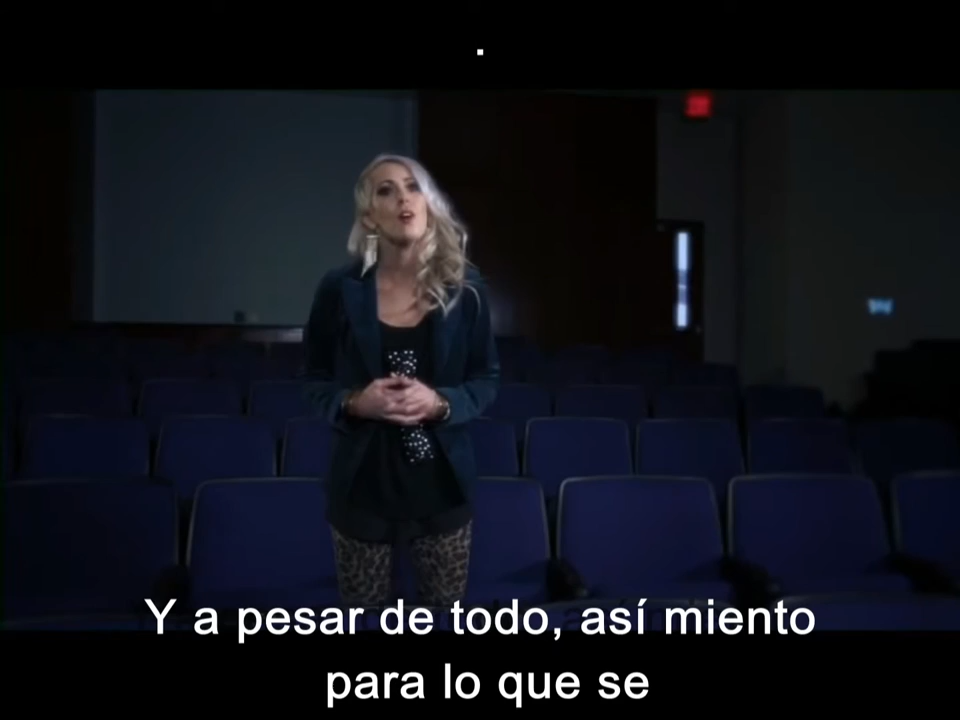 .
Y a pesar de todo, así miento
para lo que se